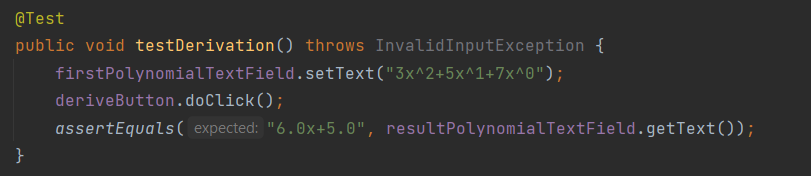 @Test
public void testDerivation() throws InvalidInputException {
    firstPolynomialTextField.setText("3x^2+5x^1+7x^0");
    deriveButton.doClick();
    assertEquals( expected: "6.0x+5.0", resultPolynomialTextField.getText());
}